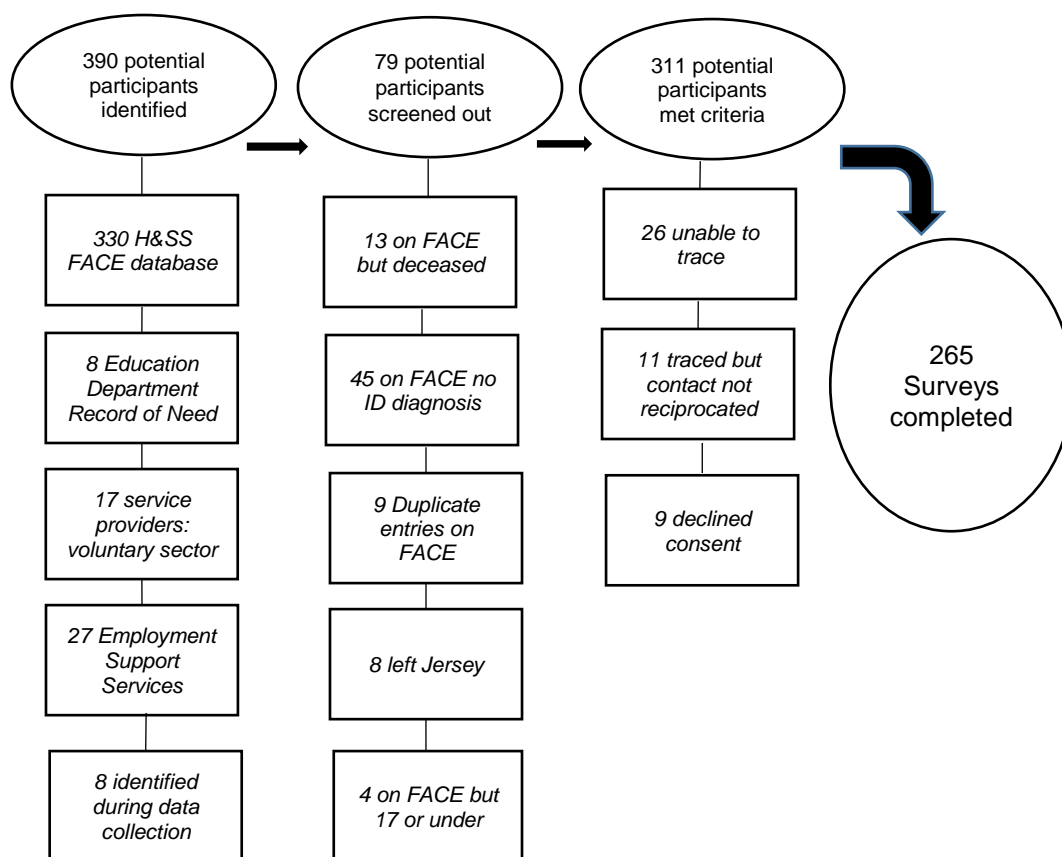 390 potential
participants
identified
330 H&SS
FACE database
8 Education
Department
Record of Need
17 service
providers:
voluntary sector
27 Employment
Support
Services
8 identified
during data
collection
79 potential
participants
screened out
13 on FACE
but deceased
45 on FACE no
ID diagnosis
9 Duplicate
entries on
FACE
8 left Jersey
4 on FACE but
17 or under
311 potential
participants
met criteria
26 unable to
trace
11 traced but
contact not
reciprocated
9 declined
consent
265
Surveys
completed